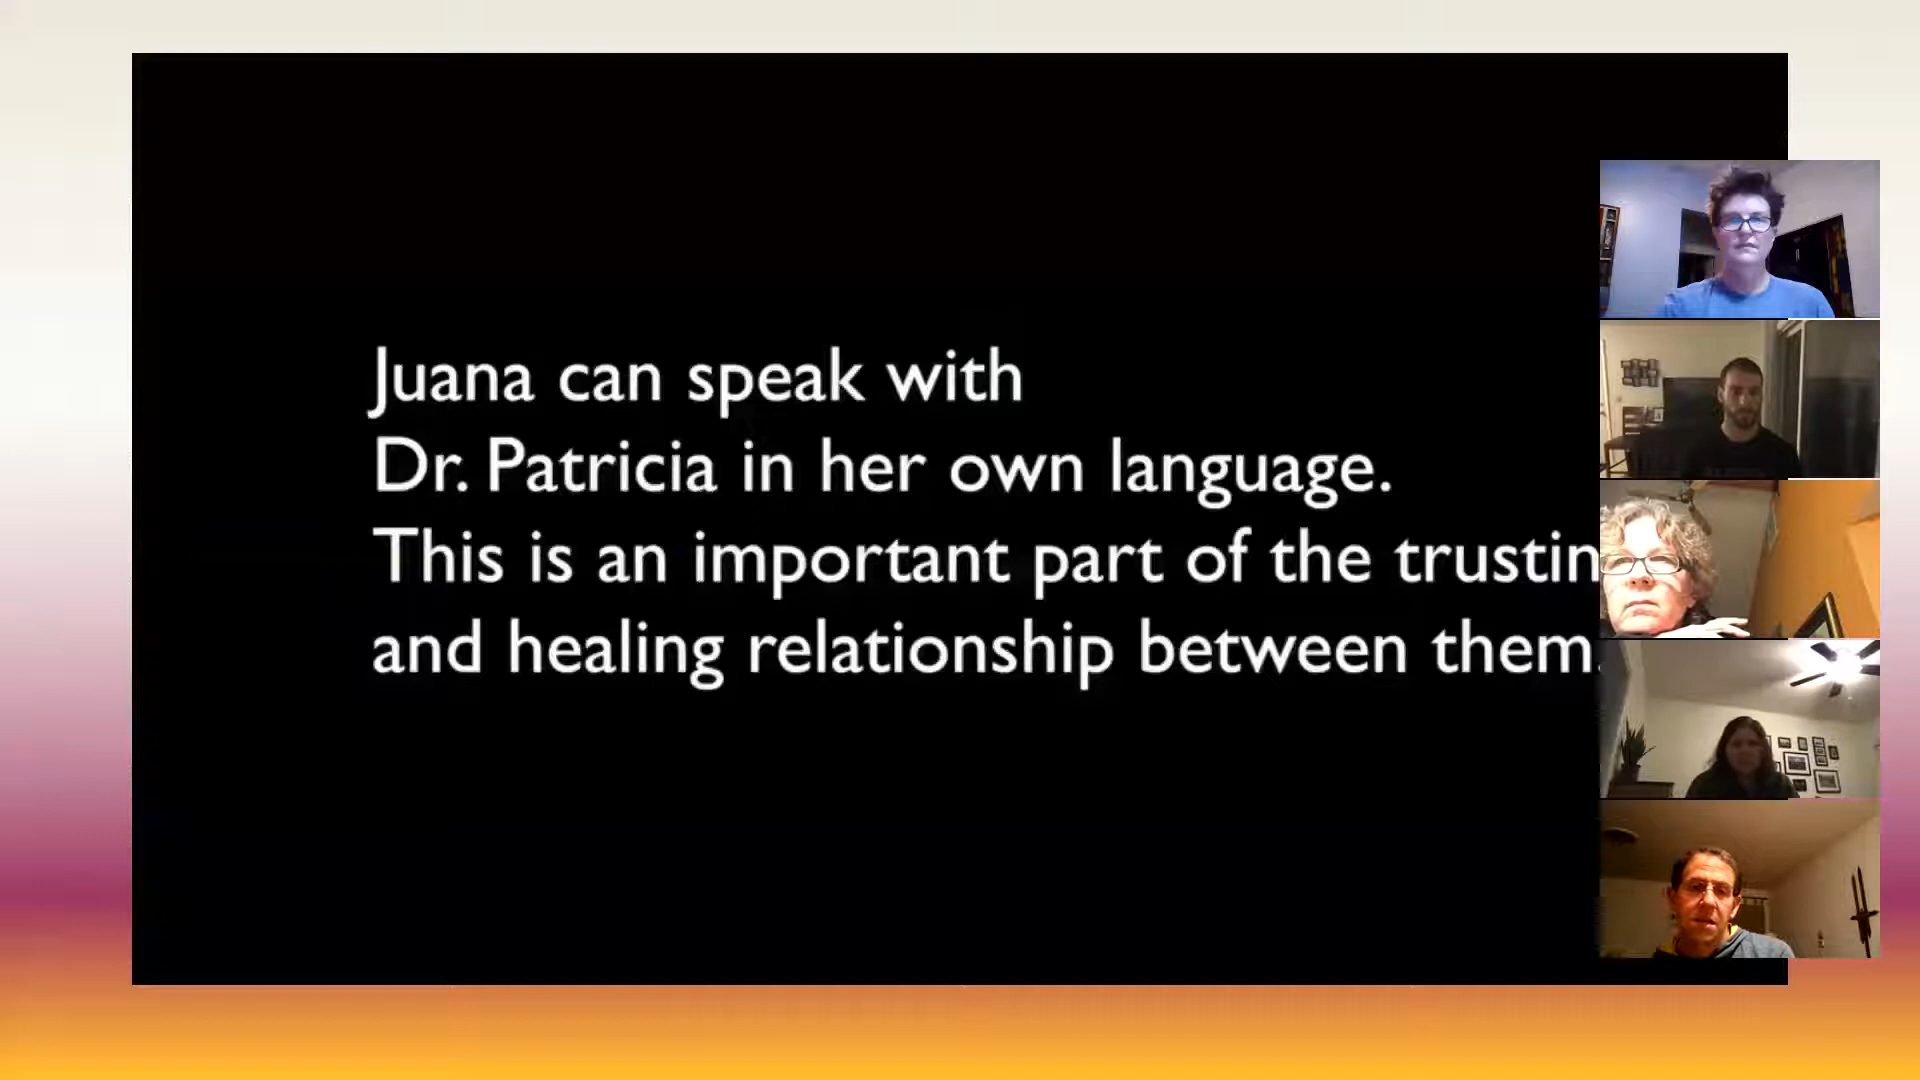 Juana can speak with
Dr. Patricia in her own language.
This is an important part of the trustin
and healing relationship between them.